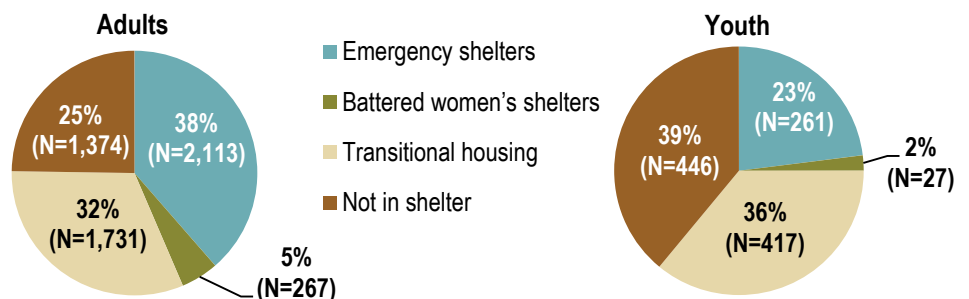 Adults
25%
(N=1,374)
38%
(N=2,113)
32%
(N=1,731)
5%
(N=267)
Emergency shelters
Battered women's shelters
Transitional housing
Not in shelter
Youth
23%
(N=261)
39%
(N=446)
2%
(N=27)
36%
(N=417)